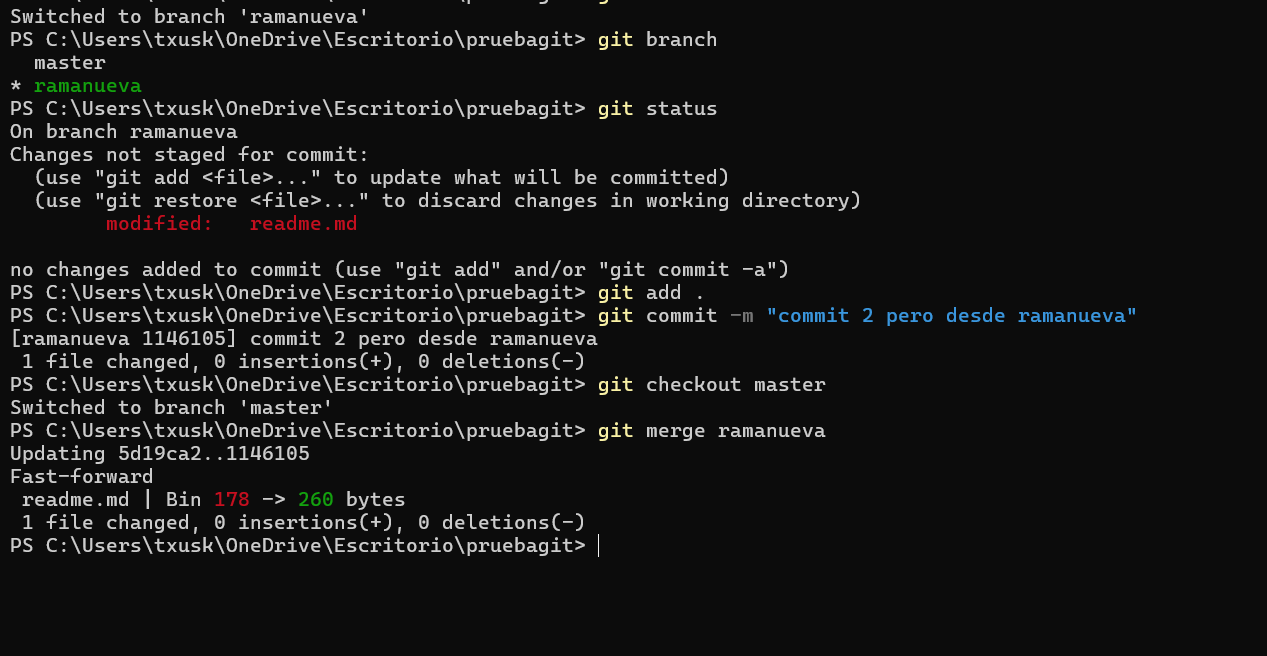 Switched to branch 'ramanueva'
PS C:\Users\txusk\OneDrive\Escritorio\pruebagit> git branch
  master
* ramanueva
PS C:\Users\txusk\OneDrive\Escritorio\pruebagit> git status
On branch ramanueva
Changes not staged for commit:
  (use "git add <file>..." to update what will be committed)
  (use "git restore <file>..." to discard changes in working directory)
        modified:   readme.md

no changes added to commit (use "git add" and/or "git commit -a")
PS C:\Users\txusk\OneDrive\Escritorio\pruebagit> git add .
PS C:\Users\txusk\OneDrive\Escritorio\pruebagit> git commit -m "commit 2 pero desde ramanueva"
[ramanueva 1146105] commit 2 pero desde ramanueva
 1 file changed, 0 insertions(+), 0 deletions(-)
PS C:\Users\txusk\OneDrive\Escritorio\pruebagit> git checkout master
Switched to branch 'master'
PS C:\Users\txusk\OneDrive\Escritorio\pruebagit> git merge ramanueva
Updating 5d19ca2..1146105
Fast-forward
 readme.md | Bin 178 -> 260 bytes
 1 file changed, 0 insertions(+), 0 deletions(-)
PS C:\Users\txusk\OneDrive\Escritorio\pruebagit>